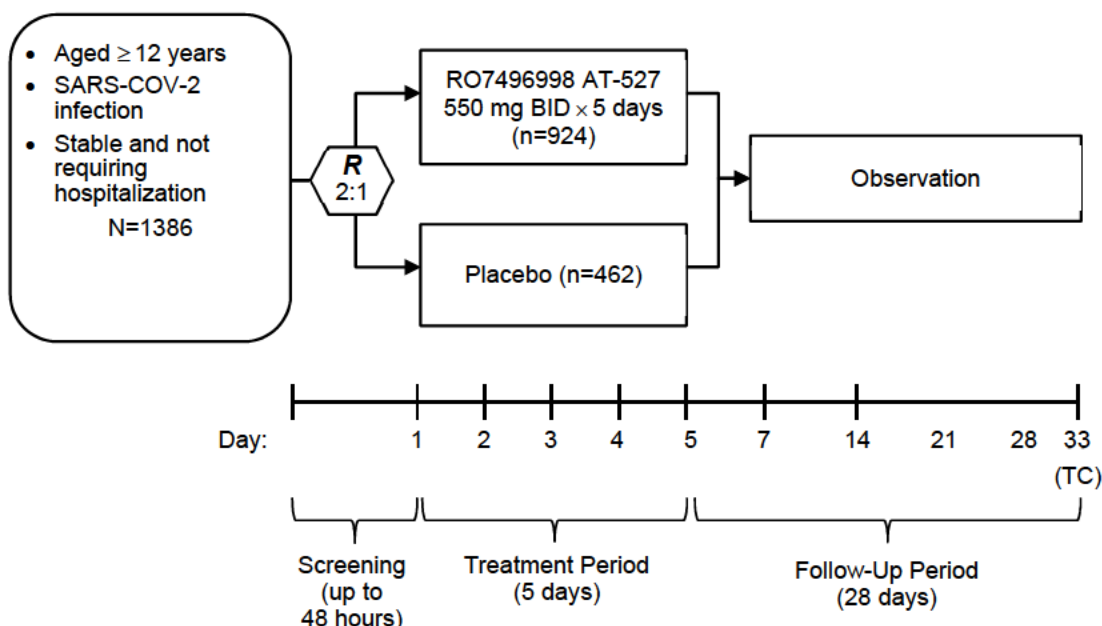 • Aged ≥ 12 years
• SARS-COV-2
infection
• Stable and not
requiring
hospitalization
N=1386
R
2:1
RO7496998 AT-527
550 mg BID × 5 days
(n=924)
Placebo (n=462)
Observation
Day: 1 2 3 4 5 7 14 21 28 33
(TC)
Screening
(up to
48 hours)
Treatment Period
(5 days)
Follow-Up Period
(28 days)